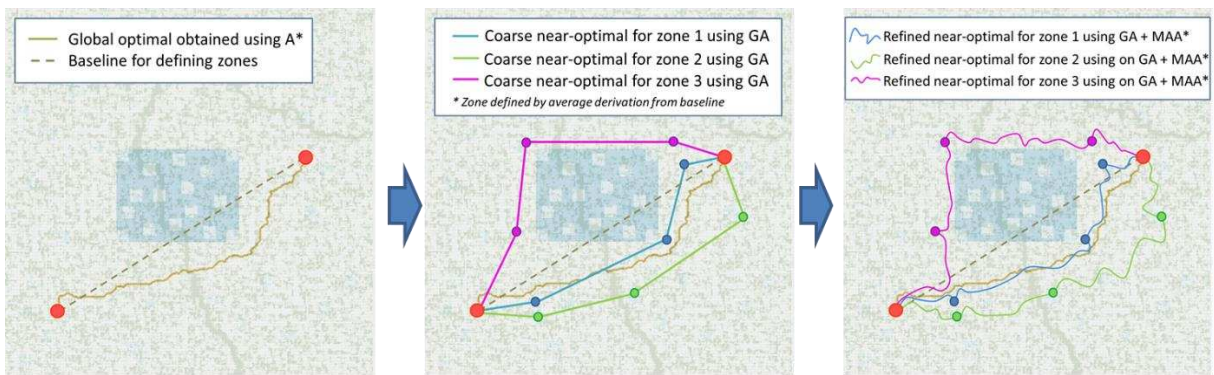 Global optimal obtained using A*
Baseline for defining zones
Coarse near-optimal for zone 1 using GA
Coarse near-optimal for zone 2 using GA
Coarse near-optimal for zone 3 using GA
* Zone defined by average derivation from baseline
Refined near-optimal for zone 1 using GA + MAA*
Refined near-optimal for zone 2 using on GA + MAA*
Refined near-optimal for zone 3 using on GA + MAA*